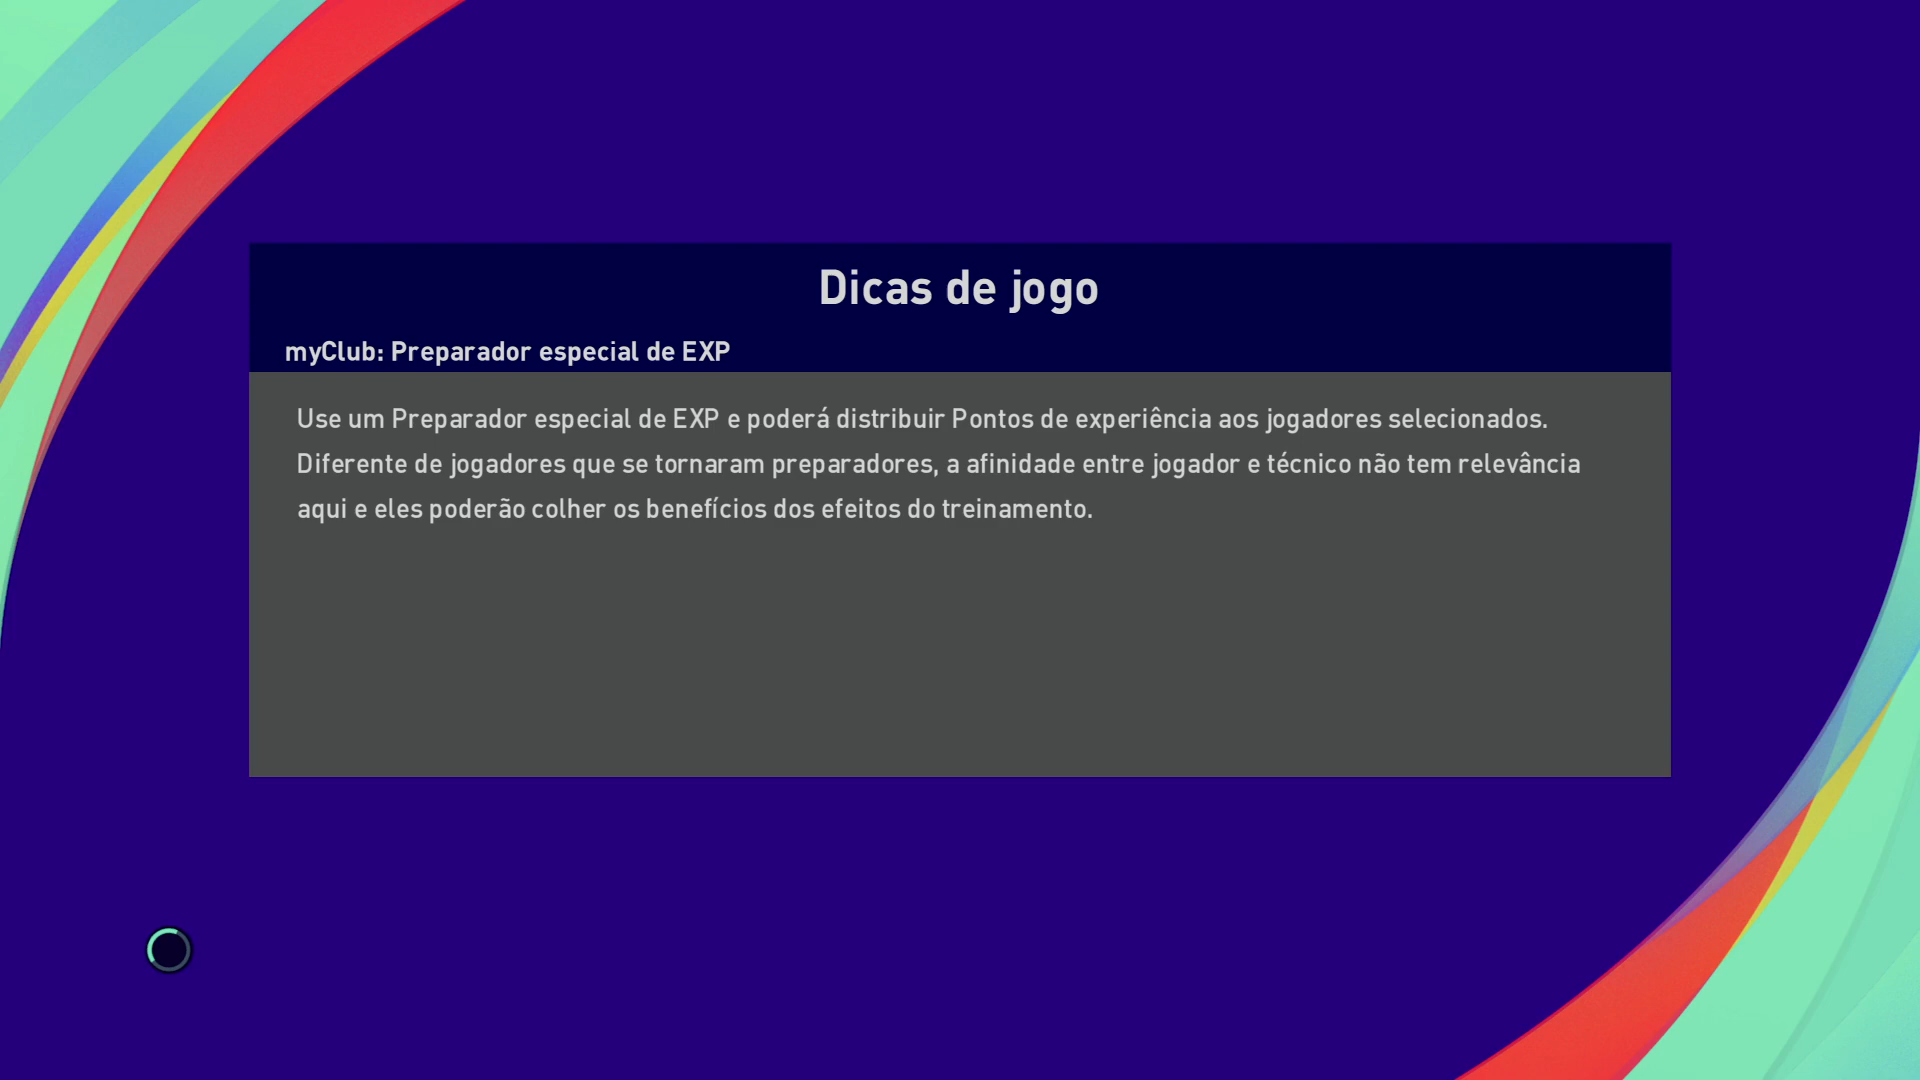 Dicas de jogo
myClub: Preparador especial de EXP
Use um Preparador especial de EXP e poderá distribuir Pontos de experiência aos jogadores selecionados.
Diferente de jogadores que se tornaram preparadores, a afinidade entre jogador e técnico não tem relevância
aqui e eles poderão colher os benefícios dos efeitos do treinamento.